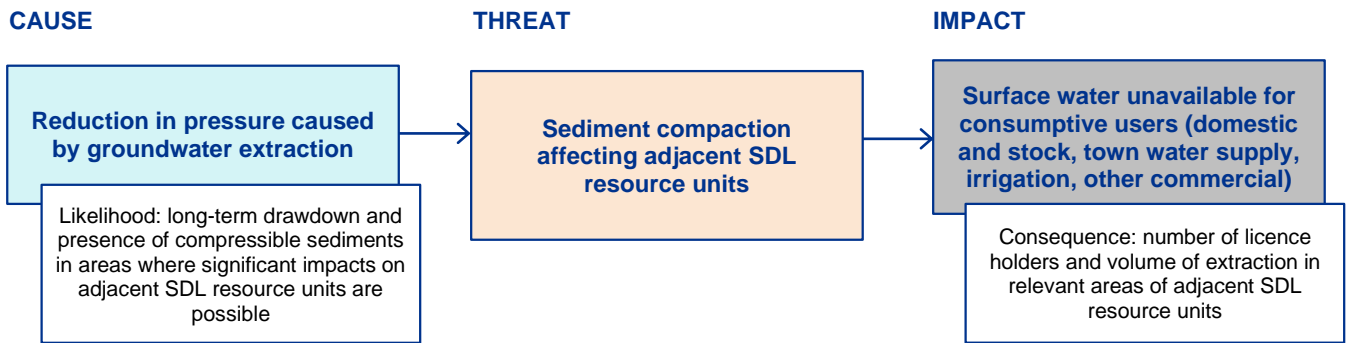 CAUSE
THREAT
IMPACT
Reduction in pressure caused
by groundwater extraction
Likelihood: long-term drawdown and
presence of compressible sediments
in areas where significant impacts on
adjacent SDL resource units are
possible
Sediment compaction
affecting adjacent SDL
resource units
Surface water unavailable for
consumptive users (domestic
and stock, town water supply,
irrigation, other commercial)
Consequence: number of licence
holders and volume of extraction in
relevant areas of adjacent SDL
resource units